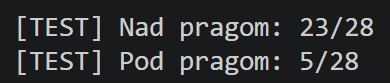 [TEST] Nad pragom: 23/28
[TEST] Pod pragom: 5/28